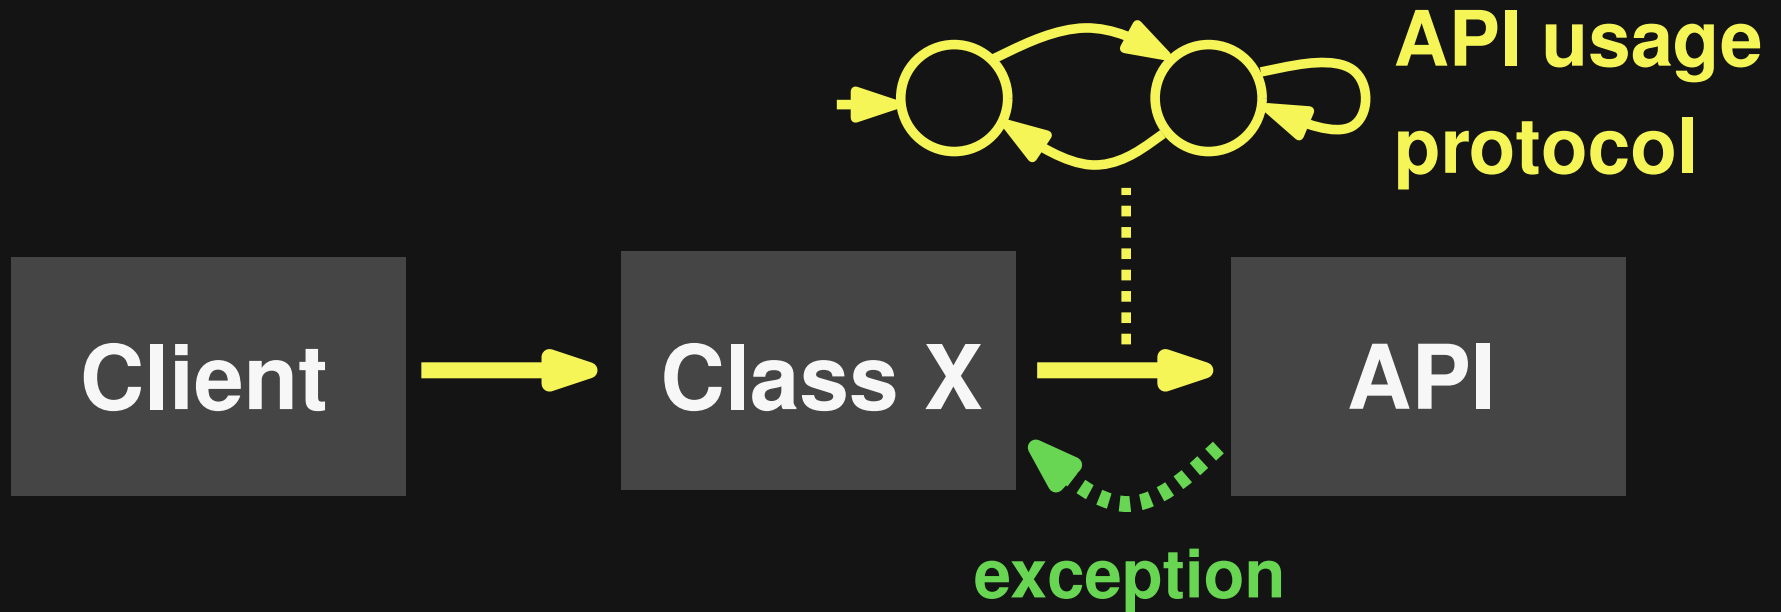 API usage
protocol
Client
Class X
API
exception